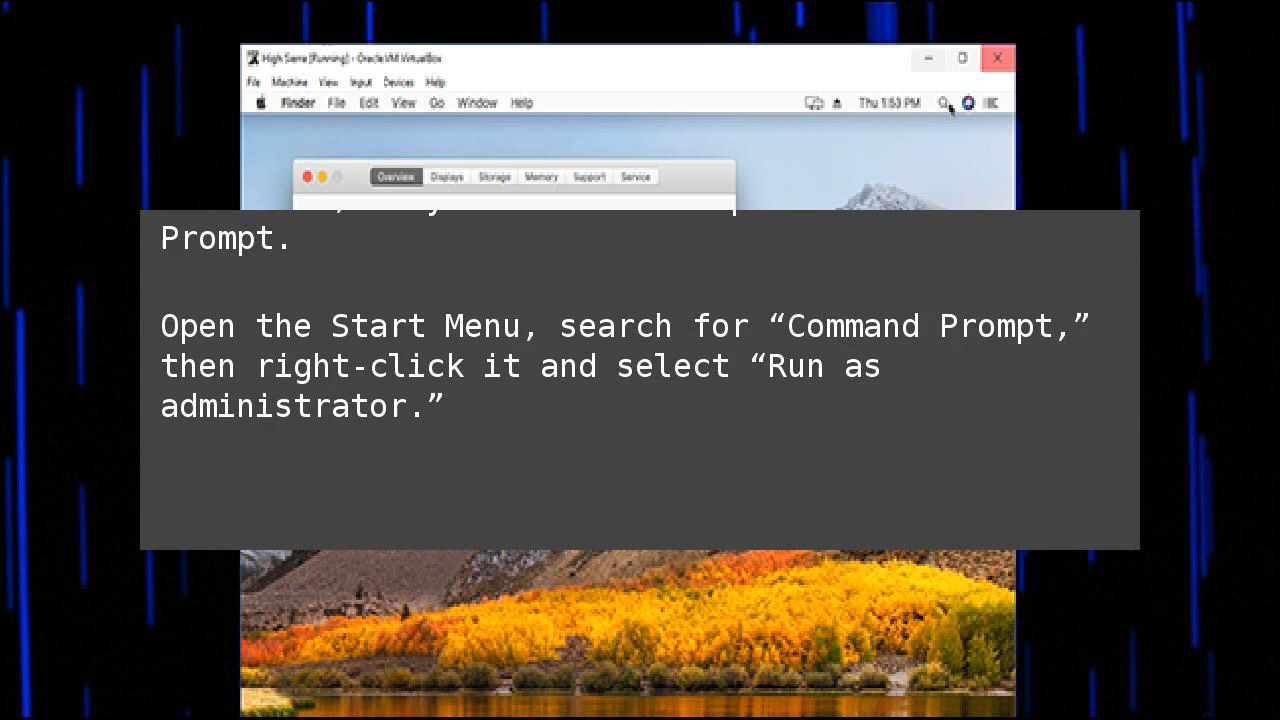 High Sierra [Running] - Oracle VM VirtualBox
File Machine View Input Devices Help
Finder File Edit View Go Window Help Thu 1:53 PM
Overview Displays Storage Memory Support Service
Prompt.
Open the Start Menu, search for “Command Prompt,”
then right-click it and select “Run as
administrator.”